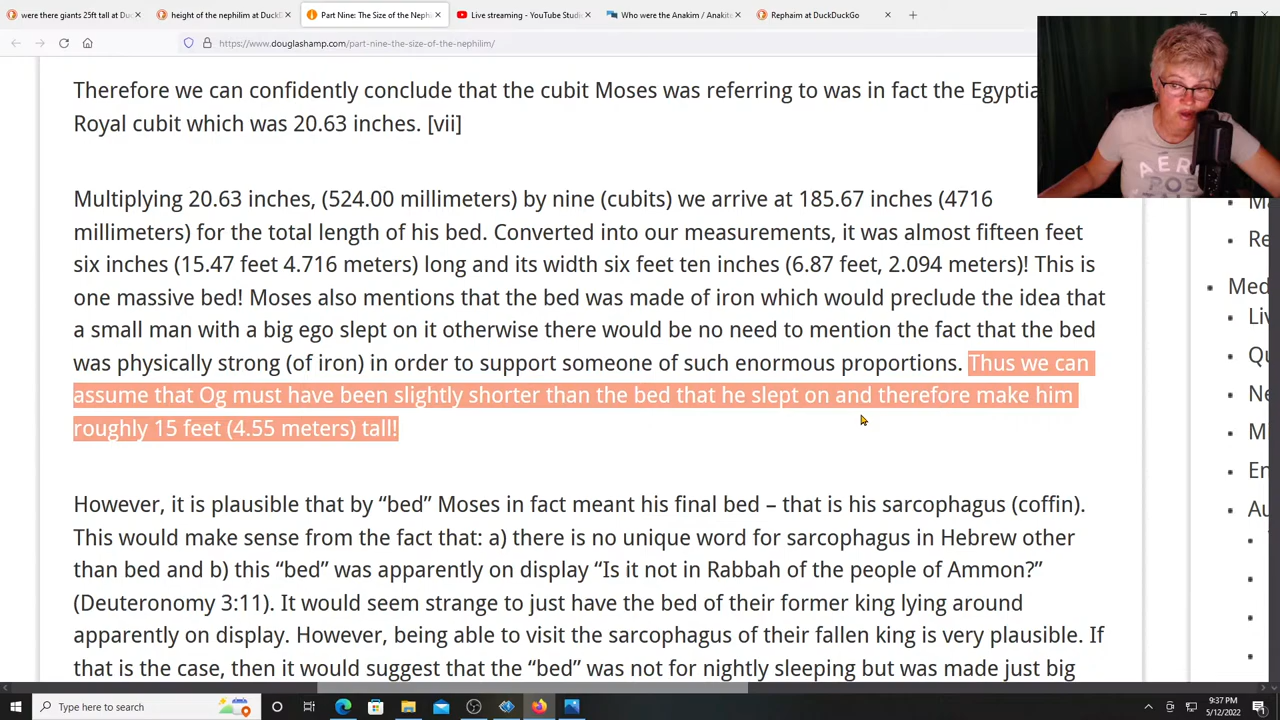 were there giants 25ft tall at Duck
height of the nephilim at DuckD
Part Nine: The Size of the Neph
Live streaming - YouTube Studi
Who were the Anakim / Anakit
Rephaim at DuckDuckGo
https://www.douglashamp.com/part-nine-the-size-of-the-nephilim/
Therefore we can confidently conclude that the cubit Moses was referring to was in fact the Egyptia
Royal cubit which was 20.63 inches. [vii]
Multiplying 20.63 inches, (524.00 millimeters) by nine (cubits) we arrive at 185.67 inches (4716
millimeters) for the total length of his bed. Converted into our measurements, it was almost fifteen feet
six inches (15.47 feet 4.716 meters) long and its width six feet ten inches (6.87 feet, 2.094 meters)! This is
one massive bed! Moses also mentions that the bed was made of iron which would preclude the idea that
a small man with a big ego slept on it otherwise there would be no need to mention the fact that the bed
was physically strong (of iron) in order to support someone of such enormous proportions. Thus we can
assume that Og must have been slightly shorter than the bed that he slept on and therefore make him
roughly 15 feet (4.55 meters) tall!
However, it is plausible that by “bed” Moses in fact meant his final bed – that is his sarcophagus (coffin).
This would make sense from the fact that: a) there is no unique word for sarcophagus in Hebrew other
than bed and b) this “bed” was apparently on display “Is it not in Rabbah of the people of Ammon?”
(Deuteronomy 3:11). It would seem strange to just have the bed of their former king lying around
apparently on display. However, being able to visit the sarcophagus of their fallen king is very plausible. If
that is the case, then it would suggest that the “bed” was not for nightly sleeping but was made just big
AERO
POS
Re
Med
Li
Qu
Ne
M
En
Au
Type here to search
9:37 PM
5/12/2022